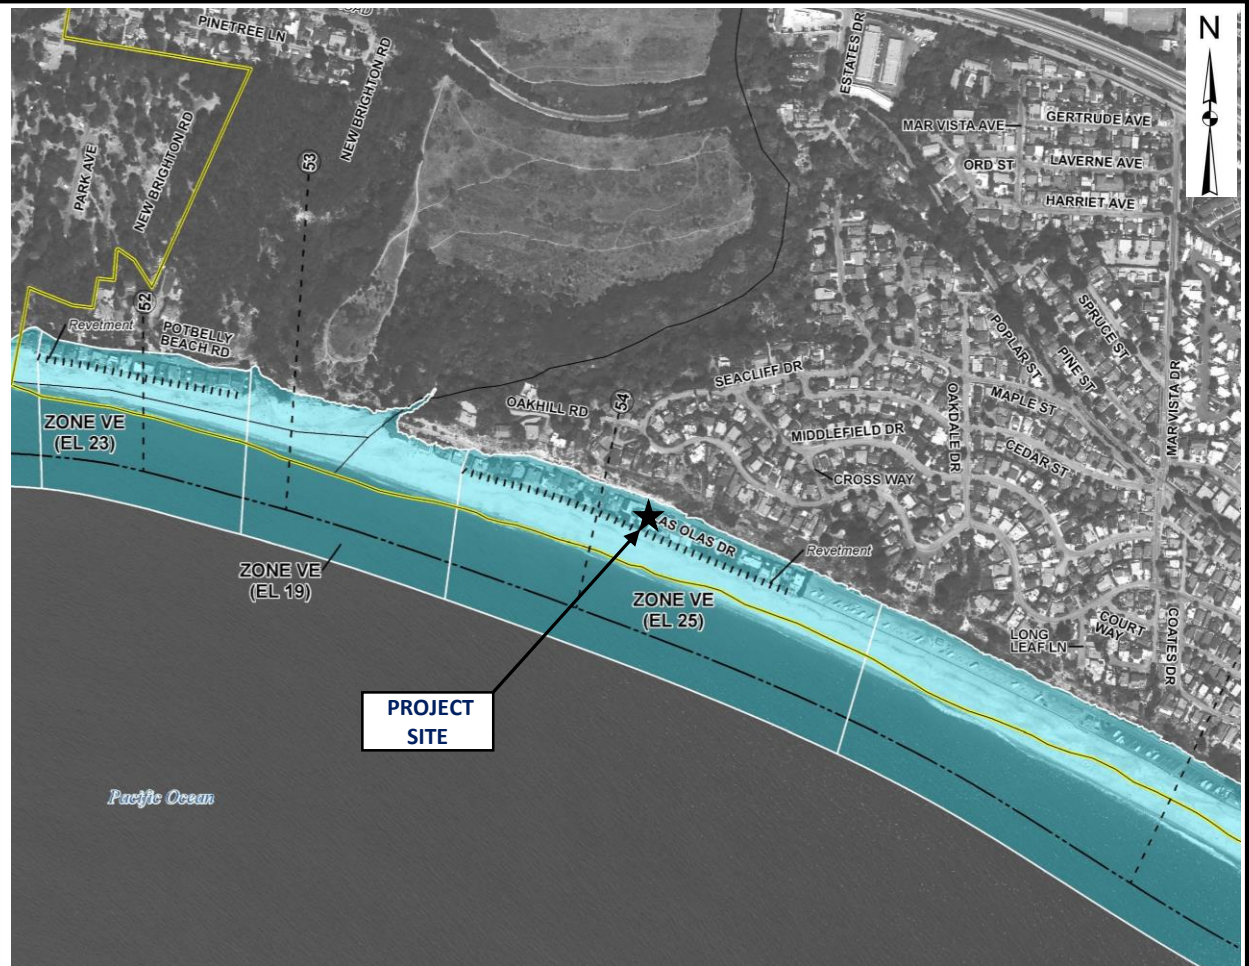 PINETREE LN
NEW BRIGHTON RD
ESTATES DR
N
MAR VISTA AVE
GERTRUDE AVE
ORD ST
LAVERNE AVE
HARRIET AVE
PARK AVE
NEW BRIGHTON RD
53
52
Revetment
POTBELLY
BEACH RD
SPRUCE ST
POPLAR ST
PINE ST
SEACLIFF DR
MAPLE ST
OAKDALE DR
MAR VISTA DR
OAKHILL RD
54
ZONE VE
(EL 23)
MIDDLEFIELD DR
CEDAR ST
CROSS WAY
AS OLAS DR
Revetment
ZONE VE
(EL 19)
ZONE VE
(EL 25)
LONG
LEAF LN
COURT
WAY
COATES DR
PROJECT
SITE
Pacific Ocean